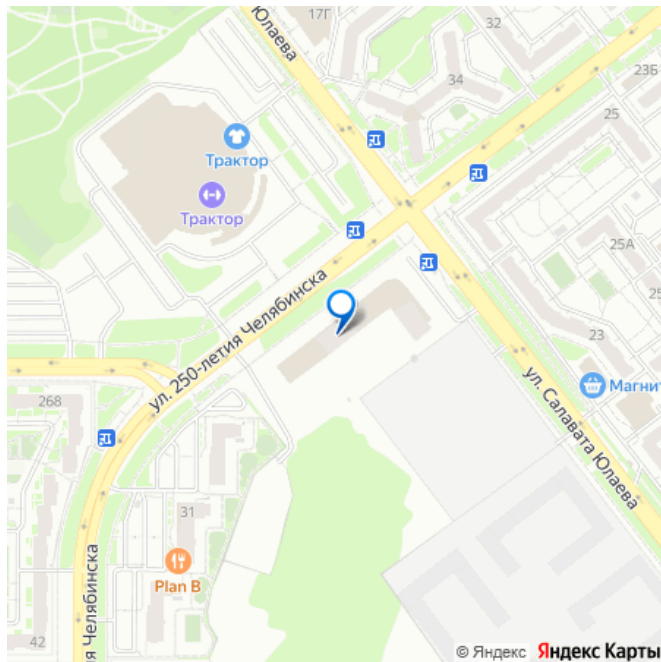 17Г
Юлаева
32
34
23Б
25
Трактор
Трактор
25А
25
ул. 250-летия Челябинска
23
Магнит
ул. Салавата Юлаева
268
31
Plan B
я Челябинска
42
© Яндекс Яндекс Карты